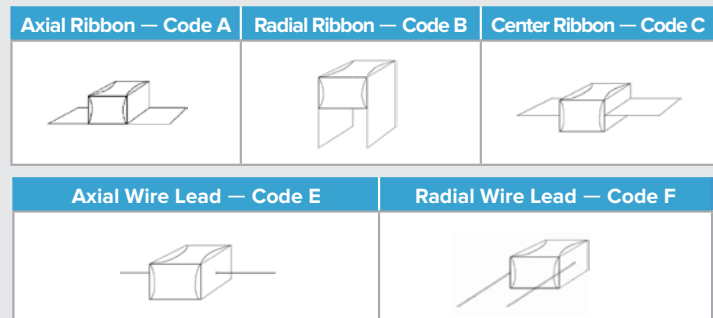 Axial Ribbon — Code A
Radial Ribbon — Code B
Center Ribbon — Code C
Axial Wire Lead — Code E
Radial Wire Lead — Code F